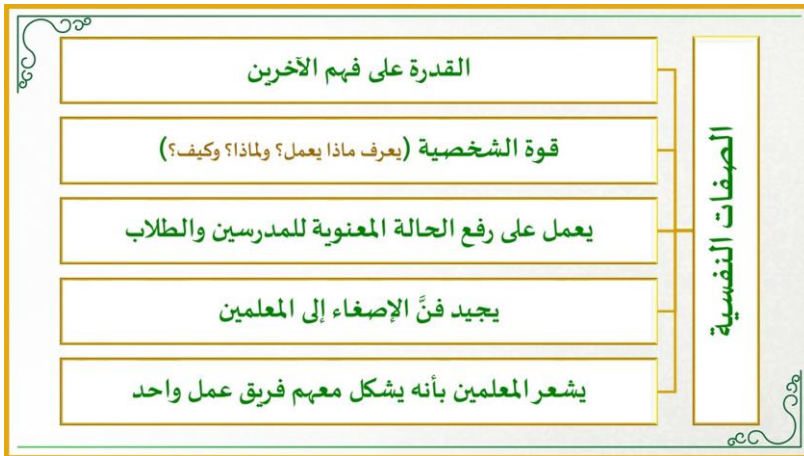 الصفات النفسية
القدرة على فهم الآخرين
قوة الشخصية (يعرف ماذا يعمل؟ ولماذا؟ وكيف؟)
يعمل على رفع الحالة المعنوية للمدرسين والطلاب
يجيد فنَّ الإصغاء إلى المعلمين
يشعر المعلمين بأنه يشكل معهم فريق عمل واحد